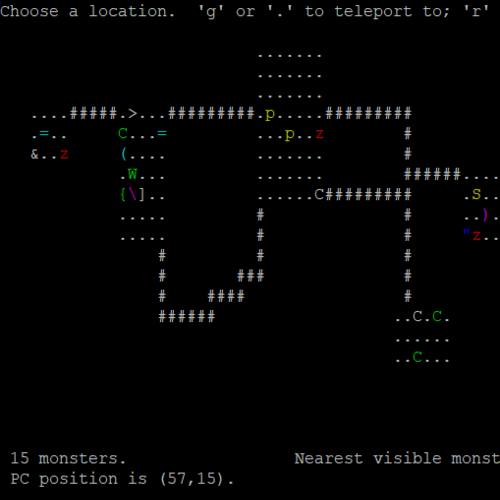 Choose a location.  'g' or '.' to teleport to; 'r'
.......
.......
.......
....#####.>...#########.p.....#########
.=.. C...= ...p..z #
&..z (.... ....... #
.W... ....... ######....
{\].. ......C######### .S..
..... # # ..)
..... # # "z..
# # #
# ### #
# #### #
###### ..C.C.
......
..C...
15 monsters. Nearest visible monst
PC position is (57,15).